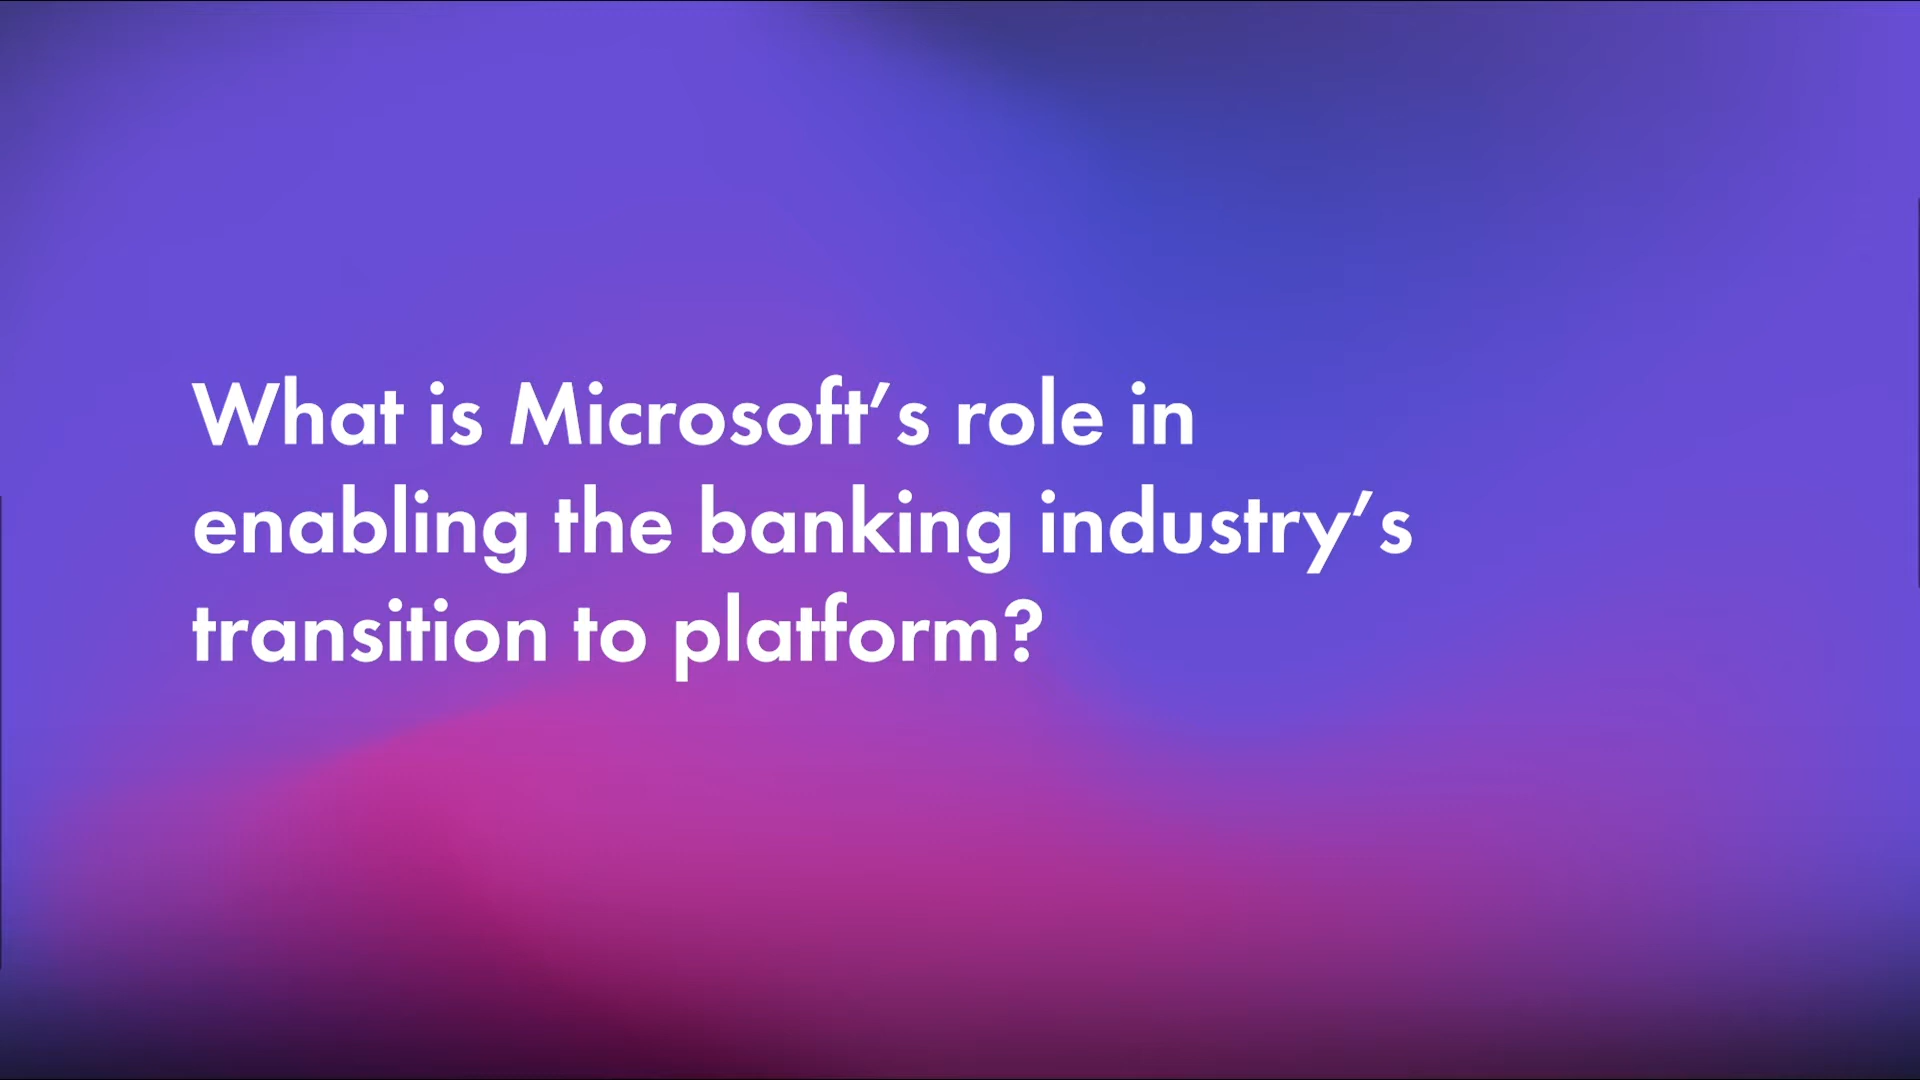 What is Microsoft’s role in
enabling the banking industry’s
transition to platform?